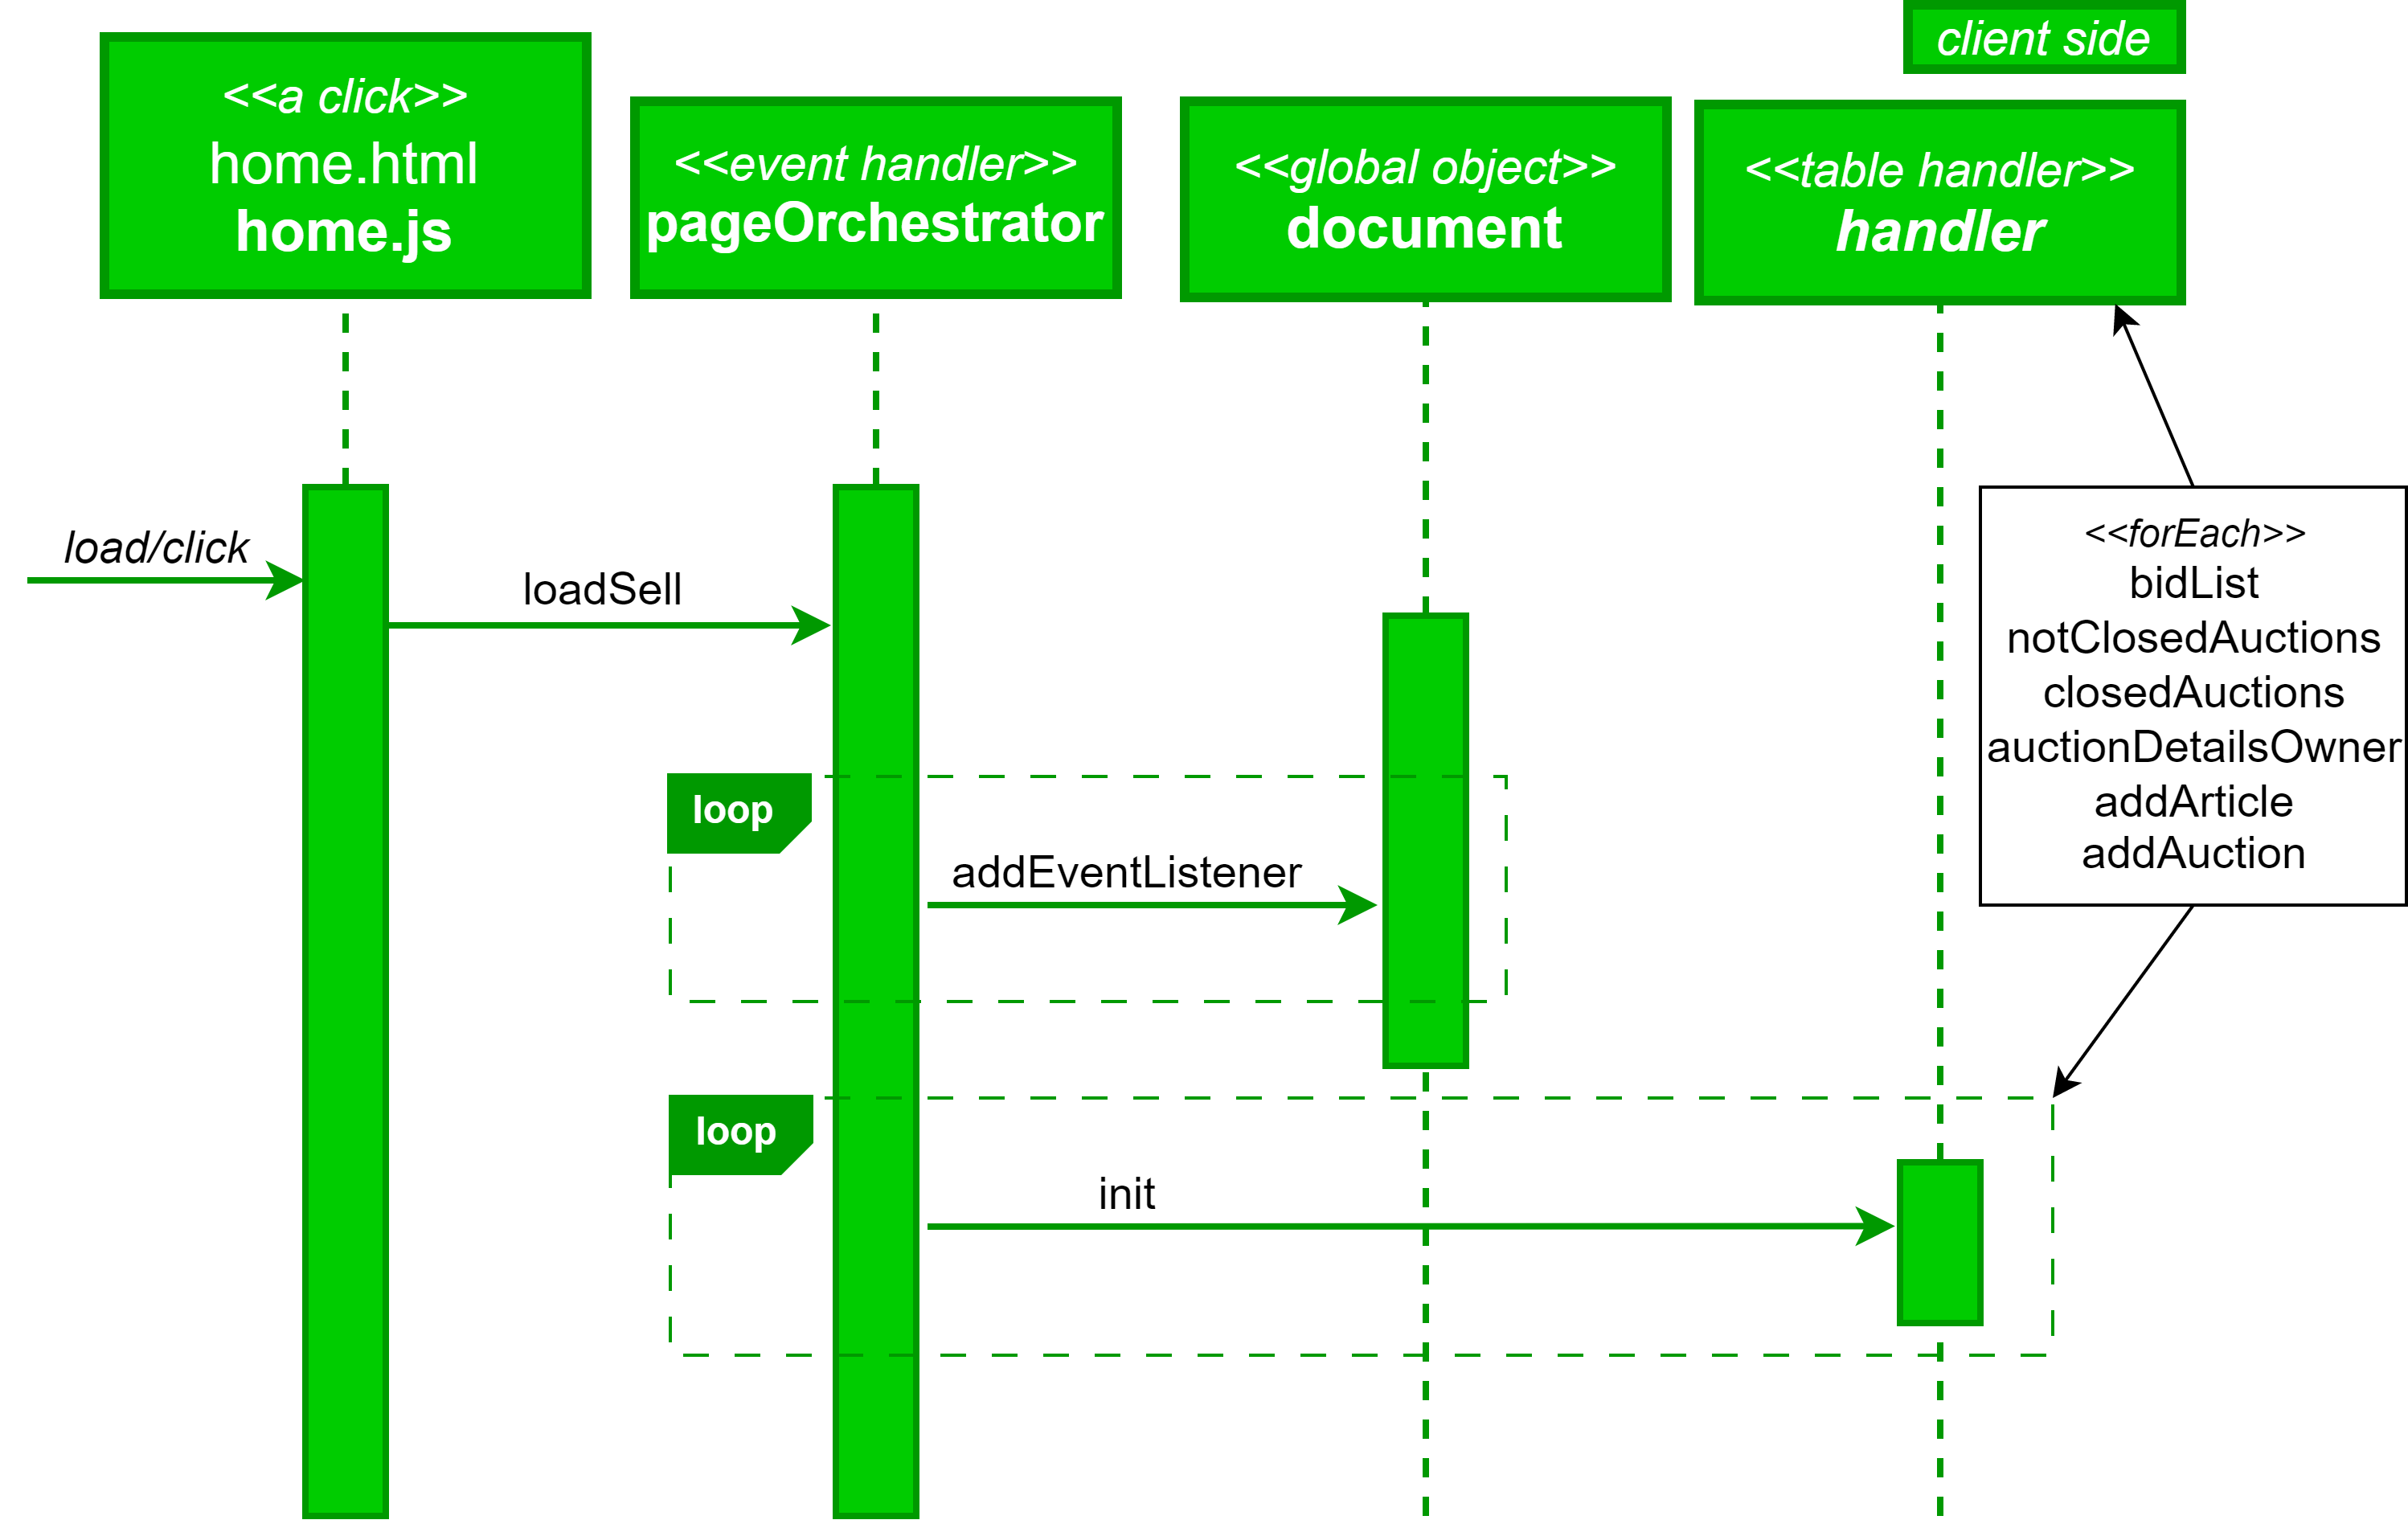 client side
<<a click>>
home.html
home.js
<<event handler>>
pageOrchestrator
<<global object>>
document
<<table handler>>
handler
load/click
loadSell
<<forEach>>
bidList
notClosedAuctions
closedAuctions
auctionDetailsOwner
addArticle
addAuction
loop
addEventListener
loop
init